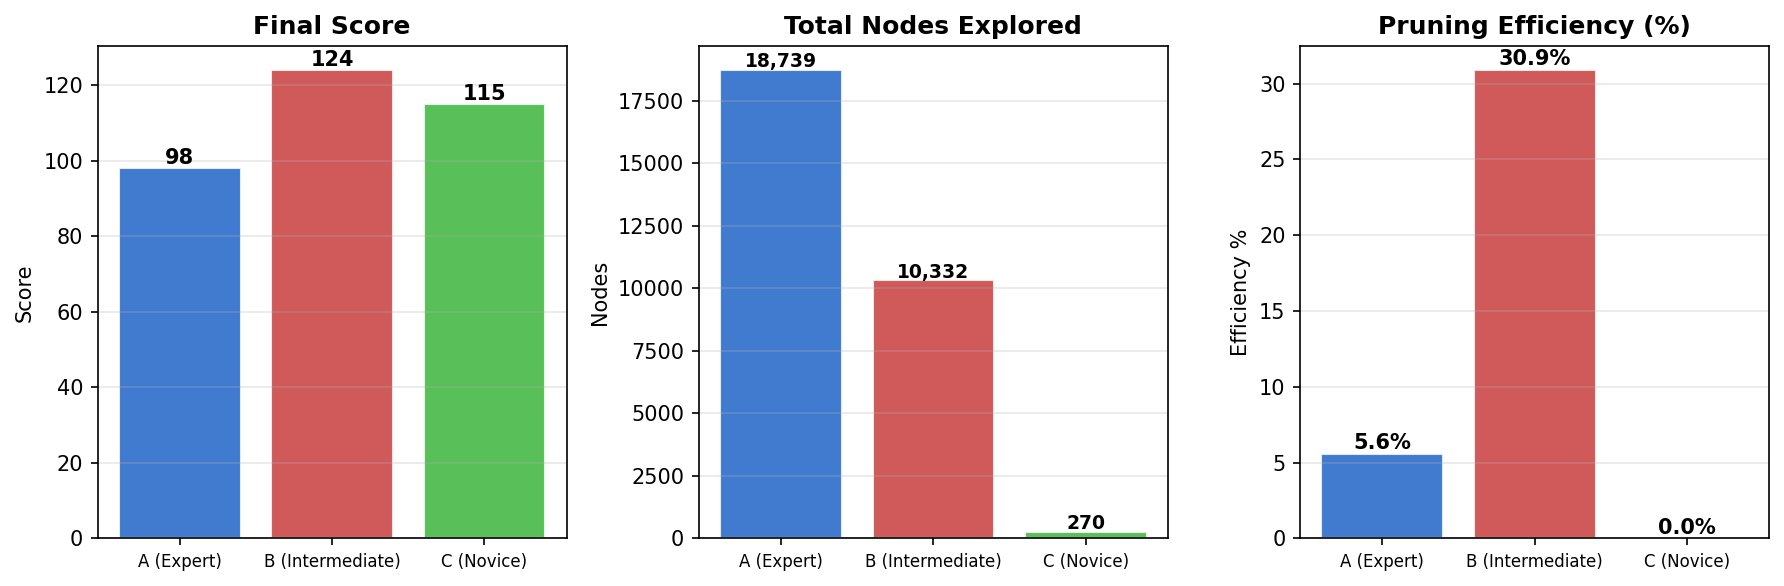 Final Score
Score
0
20
40
60
80
100
120
98
124
115
A (Expert)
B (Intermediate)
C (Novice)
Total Nodes Explored
Nodes
0
2500
5000
7500
10000
12500
15000
17500
18,739
10,332
270
A (Expert)
B (Intermediate)
C (Novice)
Pruning Efficiency (%)
Efficiency %
0
5
10
15
20
25
30
5.6%
30.9%
0.0%
A (Expert)
B (Intermediate)
C (Novice)